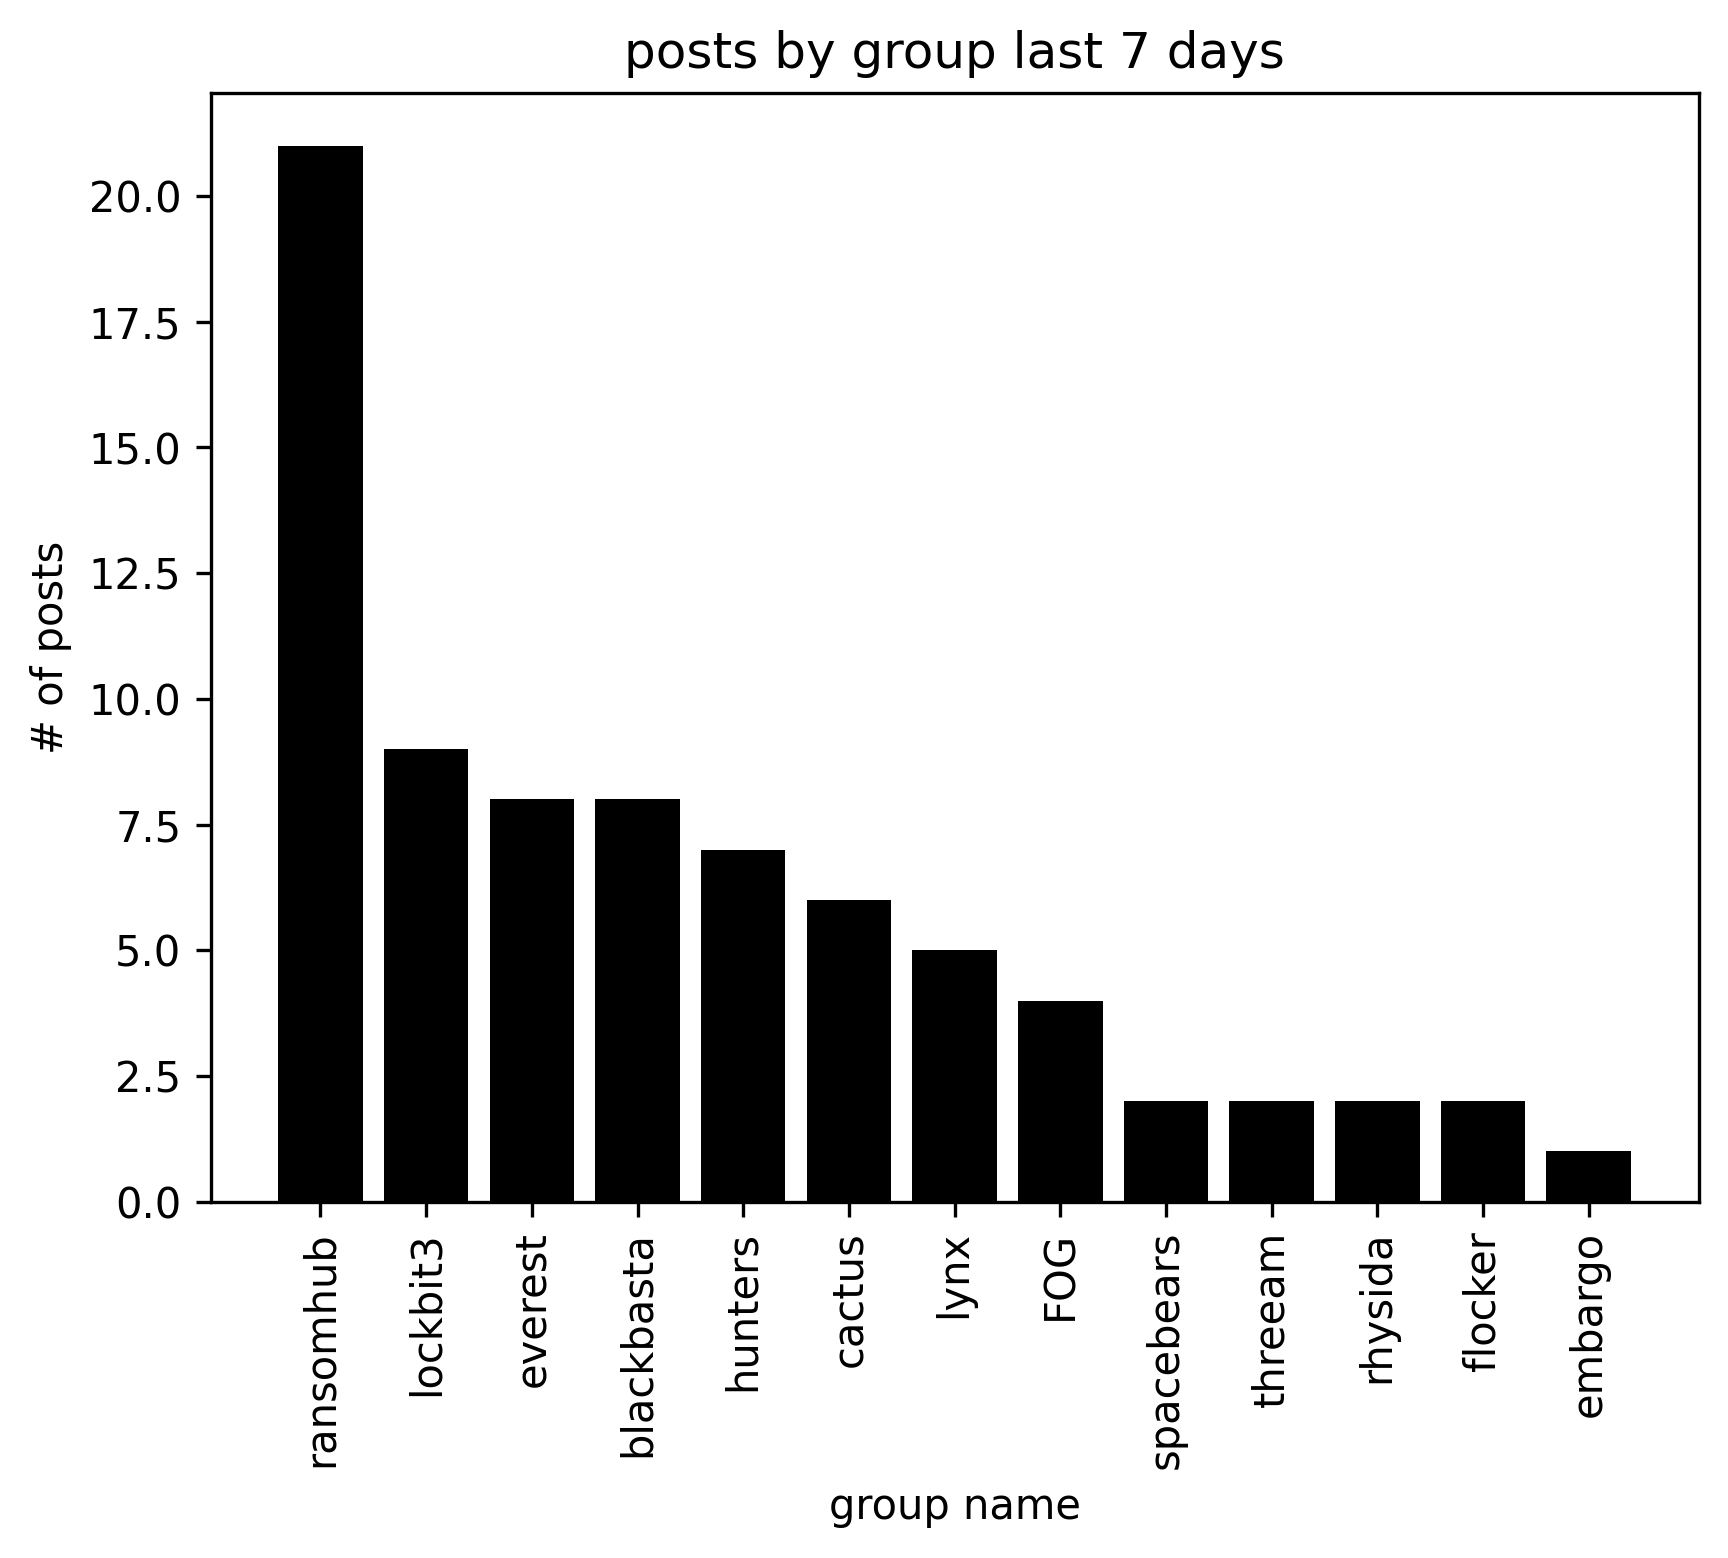 posts by group last 7 days
20.0
17.5
15.0
12.5
10.0
7.5
5.0
2.5
0.0
# of posts
ransomhub
lockbit3
everest
blackbasta
hunters
cactus
lynx
FOG
spacebears
threeam
rhysida
flocker
embargo
group name